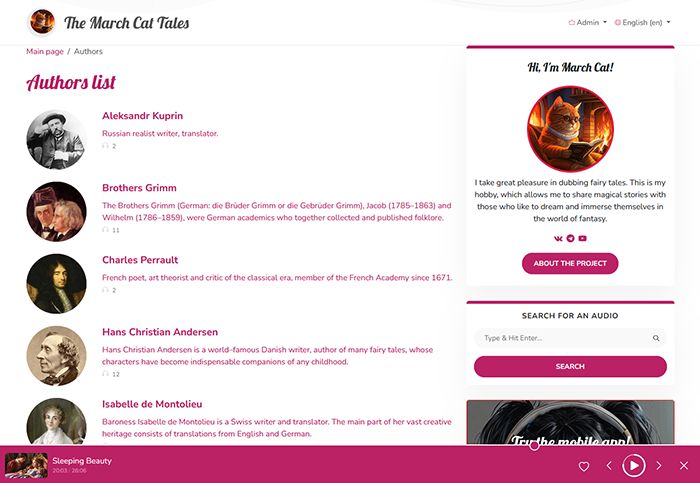 The March Cat Tales
Admin
English (en)
Main page / Authors
Authors list
Aleksandr Kuprin
Russian realist writer, translator.
2
Brothers Grimm
The Brothers Grimm (German: die Brüder Grimm or die Gebrüder Grimm), Jacob (1785–1863) and
Wilhelm (1786–1859), were German academics who together collected and published folklore.
11
Charles Perrault
French poet, art theorist and critic of the classical era, member of the French Academy since 1671.
2
Hans Christian Andersen
Hans Christian Andersen is a world-famous Danish writer, author of many fairy tales, whose
characters have become indispensable companions of any childhood.
12
Isabelle de Montolieu
Baroness Isabelle de Montolieu is a Swiss writer and translator. The main part of her vast creative
heritage consists of translations from English and German.
Hi, I'm March Cat!
I take great pleasure in dubbing fairy tales. This is my
hobby, which allows me to share magical stories with
those who like to dream and immerse themselves in
the world of fantasy.
ABOUT THE PROJECT
SEARCH FOR AN AUDIO
Type & Hit Enter...
SEARCH
Try the mobile app!
Sleeping Beauty
20:03 / 26:06